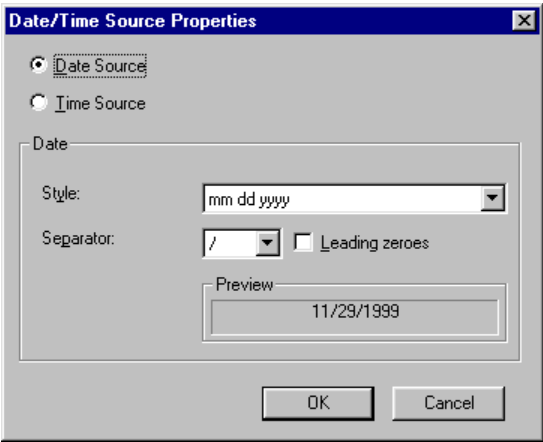 Date/Time Source Properties
Date Source
Time Source
Date
Style: mm dd yyyy
Separator: / Leading zeroes
Preview
11/29/1999
OK Cancel